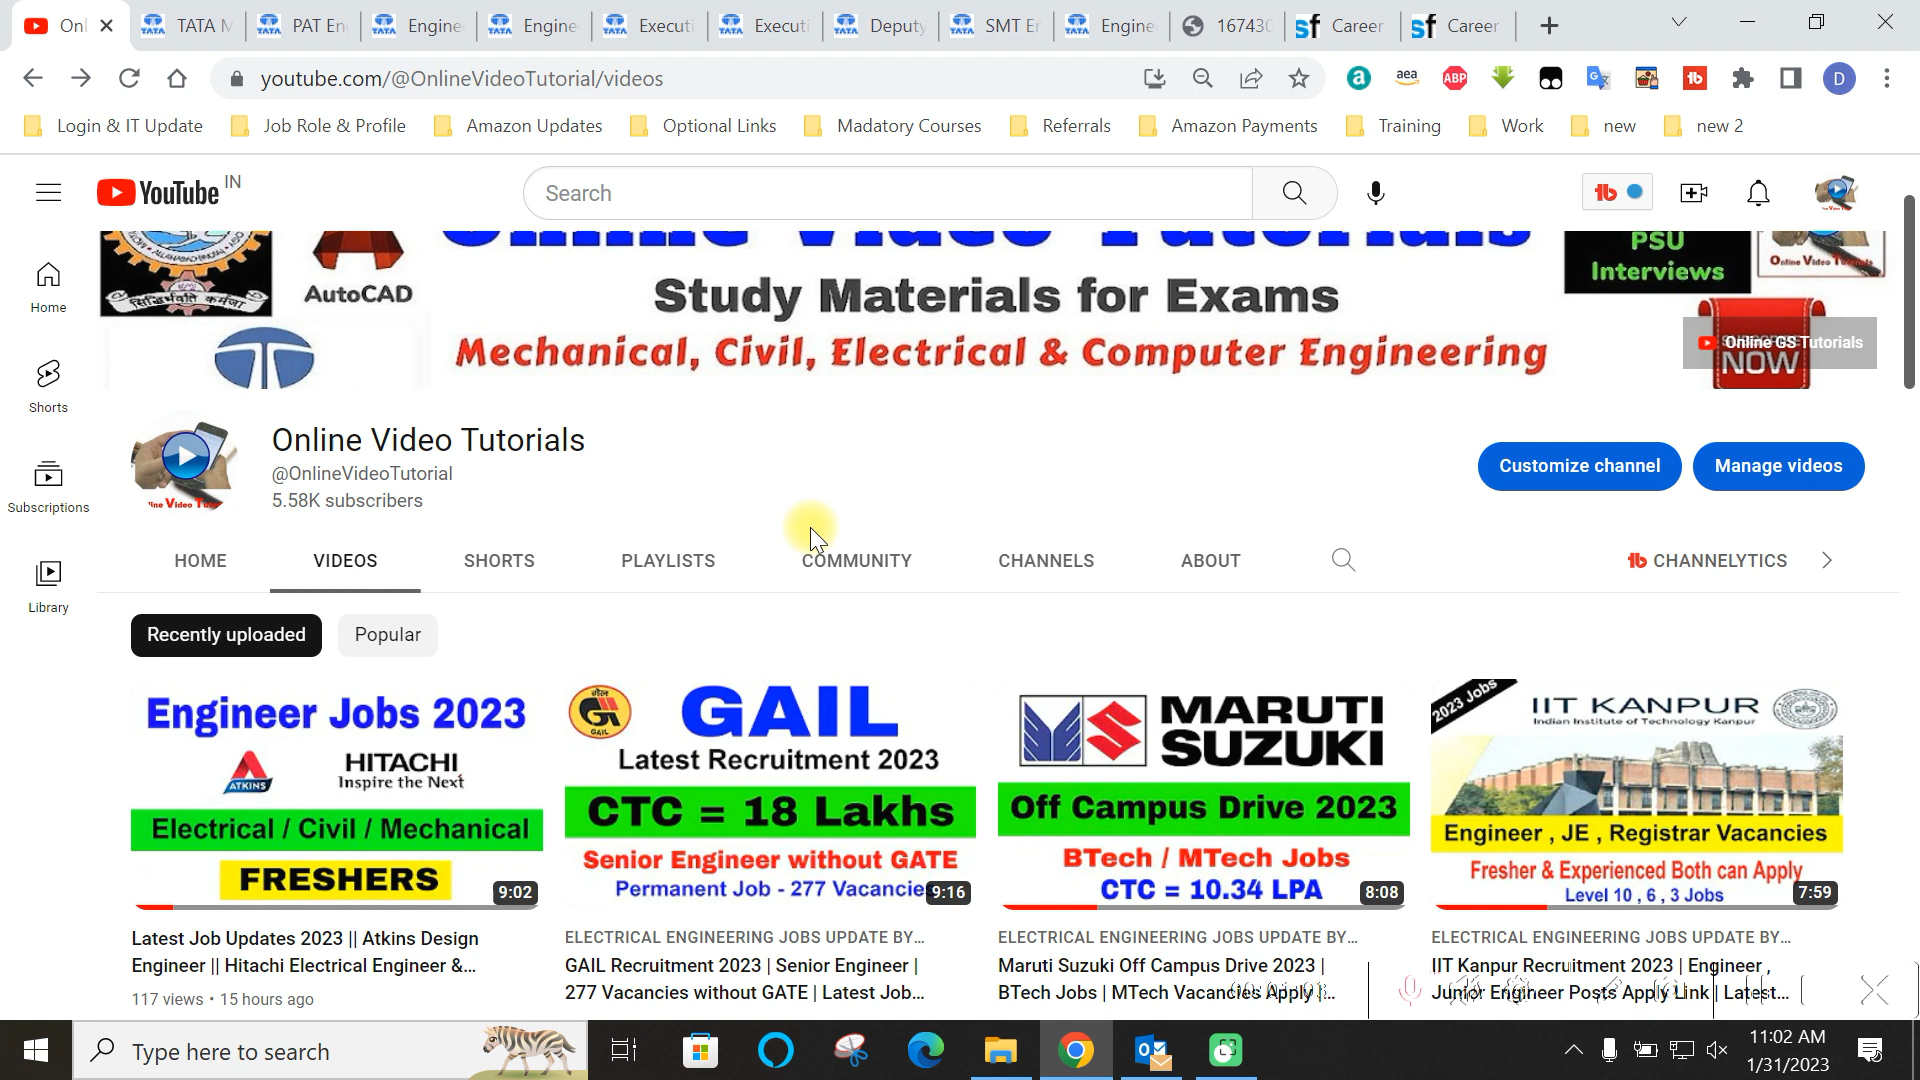 Onl
TATA M
PAT En
Engine
Engine
Executi
Executi
Deputy
SMT En
Engine
167430
Career
Career
youtube.com/@OnlineVideoTutorial/videos
Login & IT Update
Job Role & Profile
Amazon Updates
Optional Links
Madatory Courses
Referrals
Amazon Payments
Training
Work
new
new 2
YouTube IN
Search
Online Video Tutorials
AutoCAD
Study Materials for Exams
Mechanical, Civil, Electrical & Computer Engineering
PSU
Interviews
Online Video Tutorials
Online GS Tutorials
NOW
Home
Shorts
Subscriptions
Library
Online Video Tutorials
@OnlineVideoTutorial
5.58K subscribers
Customize channel
Manage videos
HOME
VIDEOS
SHORTS
PLAYLISTS
COMMUNITY
CHANNELS
ABOUT
CHANNELYTICS
Recently uploaded
Popular
Engineer Jobs 2023
ATKINS
HITACHI
Inspire the Next
Electrical / Civil / Mechanical
FRESHERS
9:02
Latest Job Updates 2023 || Atkins Design
Engineer || Hitachi Electrical Engineer &...
117 views • 15 hours ago
गेल
GAIL
GAIL
Latest Recruitment 2023
CTC = 18 Lakhs
Senior Engineer without GATE
Permanent Job - 277 Vacancies
9:16
ELECTRICAL ENGINEERING JOBS UPDATE BY...
GAIL Recruitment 2023 | Senior Engineer |
277 Vacancies without GATE | Latest Job...
MARUTI
SUZUKI
Off Campus Drive 2023
BTech / MTech Jobs
CTC = 10.34 LPA
8:08
ELECTRICAL ENGINEERING JOBS UPDATE BY...
Maruti Suzuki Off Campus Drive 2023 |
BTech Jobs | MTech Vacancies Apply |...
2023 Jobs
IIT KANPUR
Indian Institute of Technology Kanpur
Engineer , JE , Registrar Vacancies
Fresher & Experienced Both can Apply
Level 10 , 6 , 3 Jobs
7:59
ELECTRICAL ENGINEERING JOBS UPDATE BY...
IIT Kanpur Recruitment 2023 | Engineer ,
Junior Engineer Posts Apply Link | Latest...
Type here to search
11:02 AM
1/31/2023